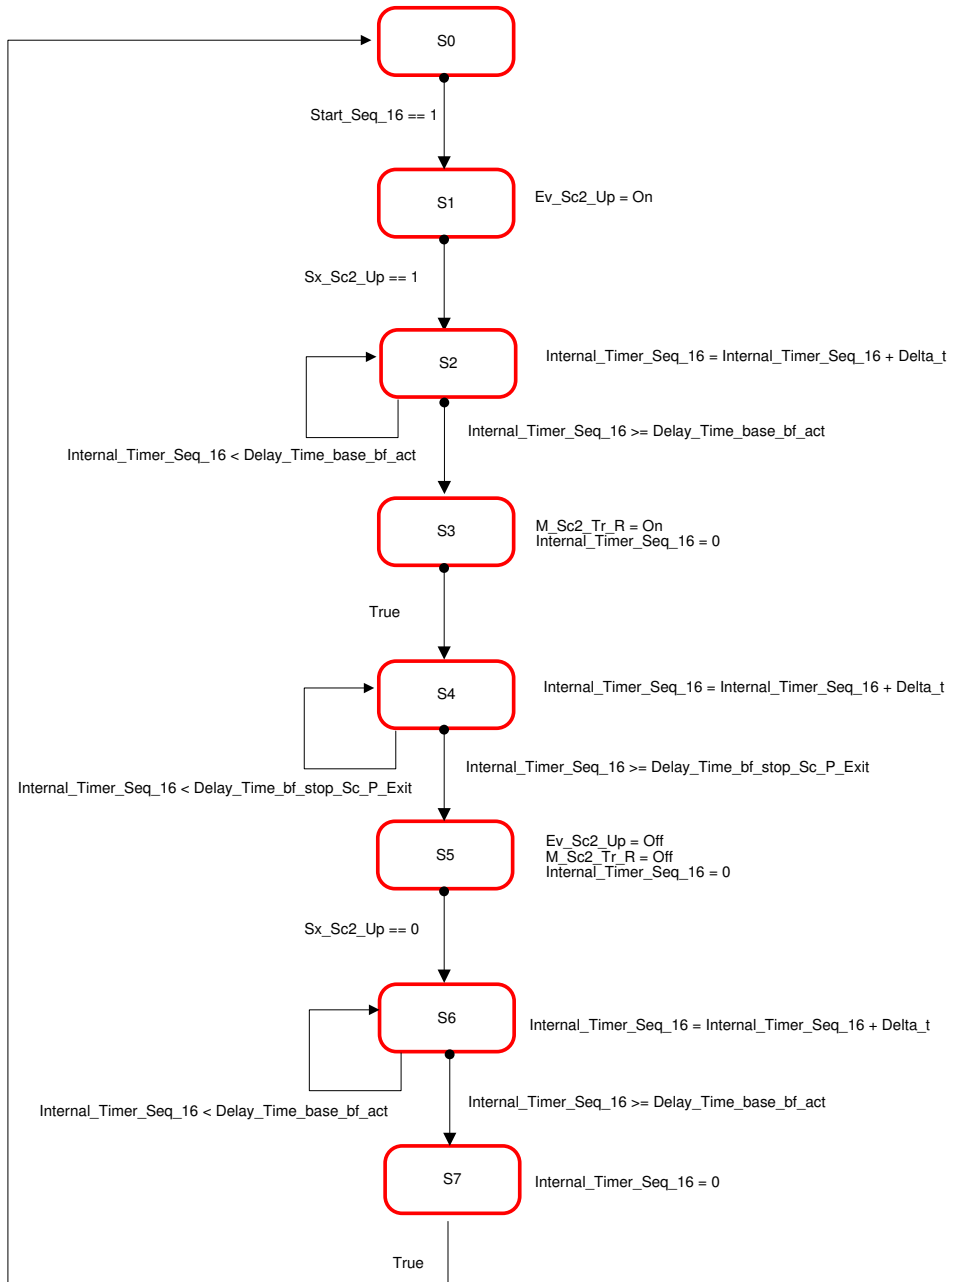 S0
Start_Seq_16 == 1
S1
Ev_Sc2_Up = On
Sx_Sc2_Up == 1
S2
Internal_Timer_Seq_16 = Internal_Timer_Seq_16 + Delta_t
Internal_Timer_Seq_16 >= Delay_Time_base_bf_act
Internal_Timer_Seq_16 < Delay_Time_base_bf_act
S3
M_Sc2_Tr_R = On
Internal_Timer_Seq_16 = 0
True
S4
Internal_Timer_Seq_16 = Internal_Timer_Seq_16 + Delta_t
Internal_Timer_Seq_16 >= Delay_Time_bf_stop_Sc_P_Exit
Internal_Timer_Seq_16 < Delay_Time_bf_stop_Sc_P_Exit
S5
Ev_Sc2_Up = Off
M_Sc2_Tr_R = Off
Internal_Timer_Seq_16 = 0
Sx_Sc2_Up == 0
S6
Internal_Timer_Seq_16 = Internal_Timer_Seq_16 + Delta_t
Internal_Timer_Seq_16 >= Delay_Time_base_bf_act
Internal_Timer_Seq_16 < Delay_Time_base_bf_act
S7
Internal_Timer_Seq_16 = 0
True